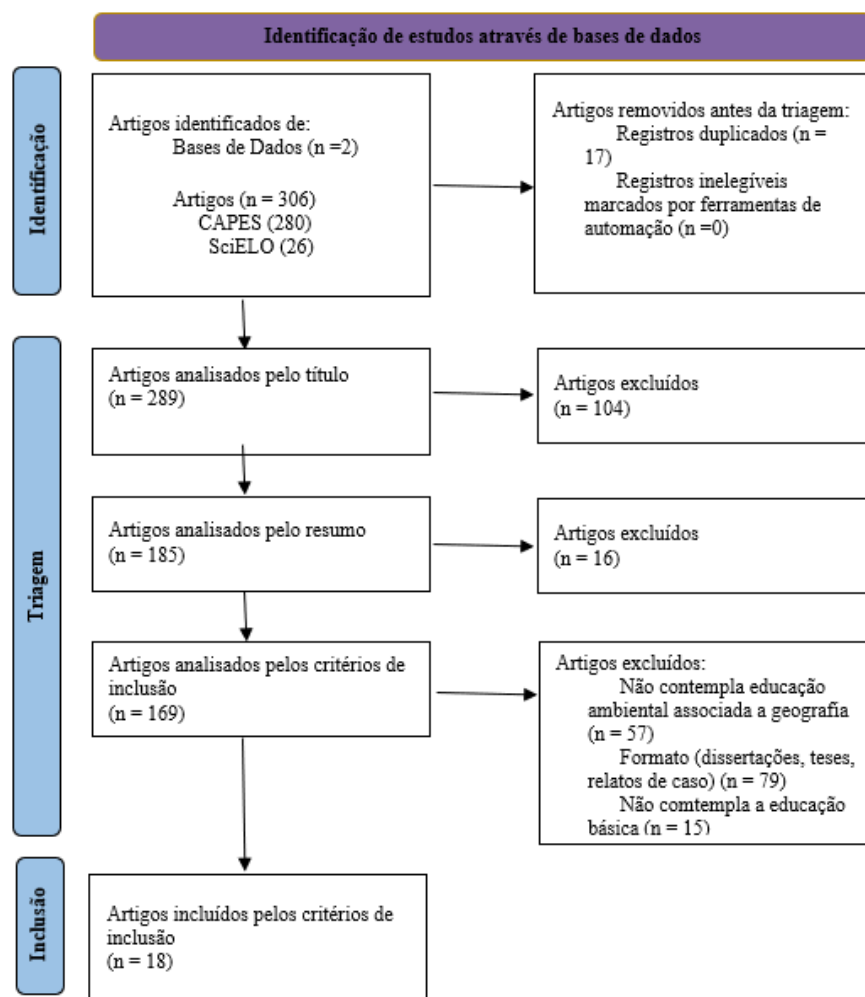 Identificação de estudos através de bases de dados
Identificação
Artigos identificados de:
Bases de Dados (n =2)
Artigos (n = 306)
CAPES (280)
SciELO (26)
Artigos removidos antes da triagem:
Registros duplicados (n =
17)
Registros inelegíveis
marcados por ferramentas de
automação (n =0)
Triagem
Artigos analisados pelo título
(n = 289)
Artigos excluídos
(n = 104)
Artigos analisados pelo resumo
(n = 185)
Artigos excluídos
(n = 16)
Artigos analisados pelos critérios de
inclusão
(n = 169)
Artigos excluídos:
Não contempla educação
ambiental associada a geografia
(n = 57)
Formato (dissertações, teses,
relatos de caso) (n = 79)
Não comtempla a educação
básica (n = 15)
Inclusão
Artigos incluídos pelos critérios de
inclusão
(n = 18)